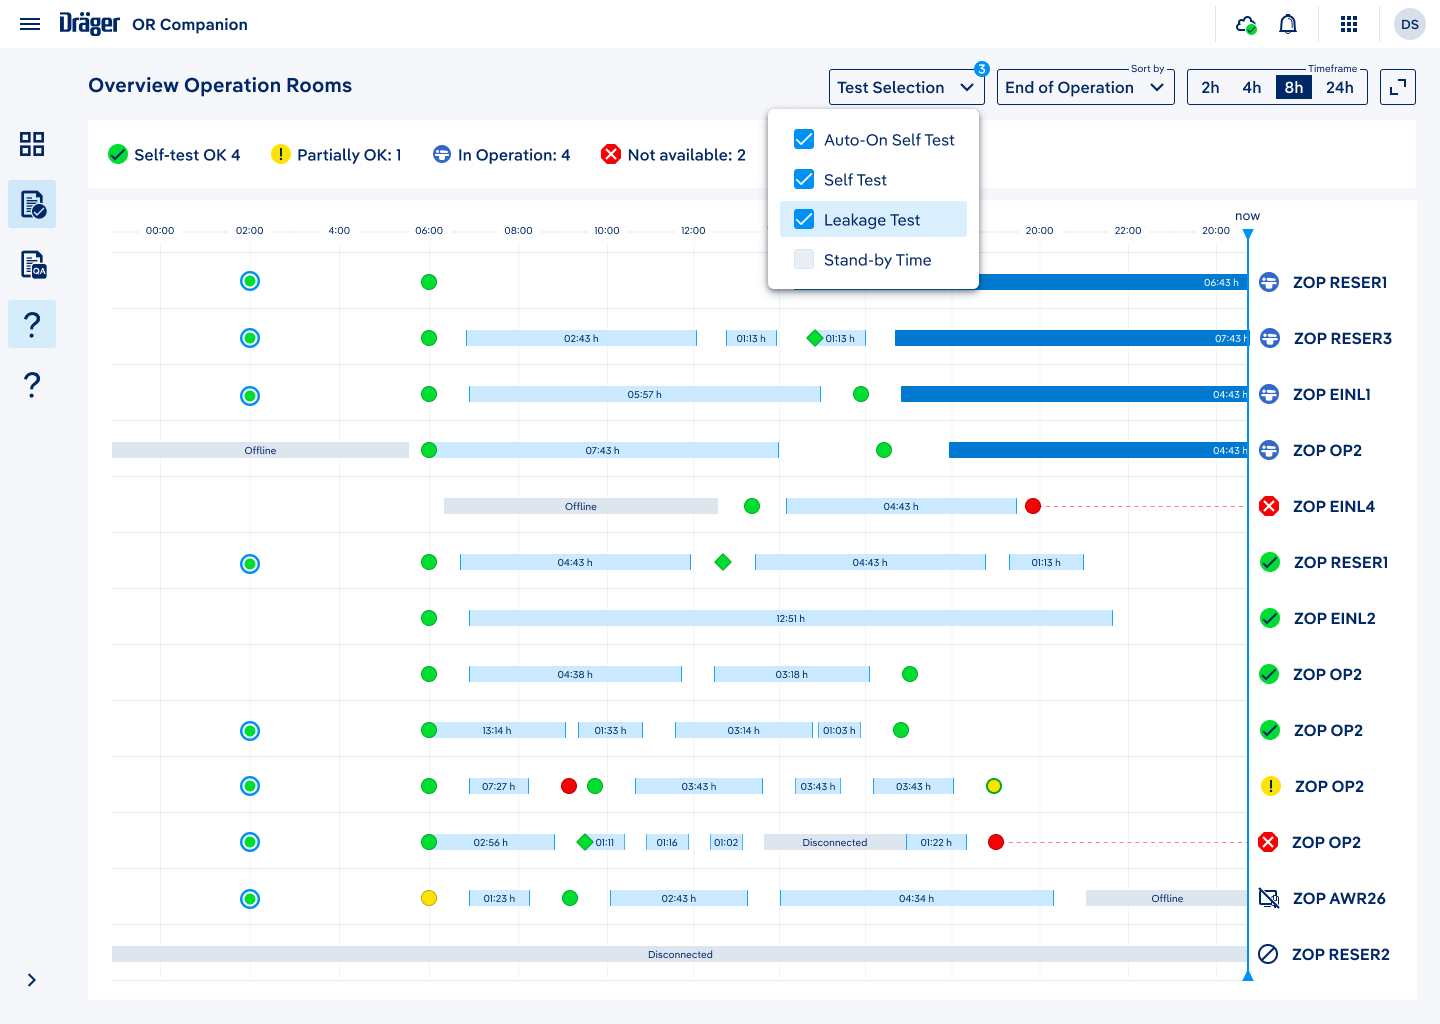 Dräger OR Companion
DS
Overview Operation Rooms
Test Selection
3
Sort by
End of Operation
Timeframe
2h 4h 8h 24h
Self-test OK 4
! Partially OK: 1
In Operation: 4
Not available: 2
Auto-On Self Test
Self Test
Leakage Test
Stand-by Time
00:00 02:00 4:00 06:00 08:00 10:00 12:00 20:00 22:00 20:00
now
06:43 h ZOP RESER1
02:43 h 01:13 h 01:13 h 07:43 h ZOP RESER3
05:57 h 04:43 h ZOP EINL1
Offline 07:43 h 04:43 h ZOP OP2
Offline 04:43 h ZOP EINL4
04:43 h 04:43 h 01:13 h ZOP RESER1
12:51 h ZOP EINL2
04:38 h 03:18 h ZOP OP2
13:14 h 01:33 h 03:14 h 01:03 h ZOP OP2
07:27 h 03:43 h 03:43 h 03:43 h ! ZOP OP2
02:56 h 01:11 01:16 01:02 Disconnected 01:22 h ZOP OP2
01:23 h 02:43 h 04:34 h Offline ZOP AWR26
Disconnected ZOP RESER2
QA
?
?